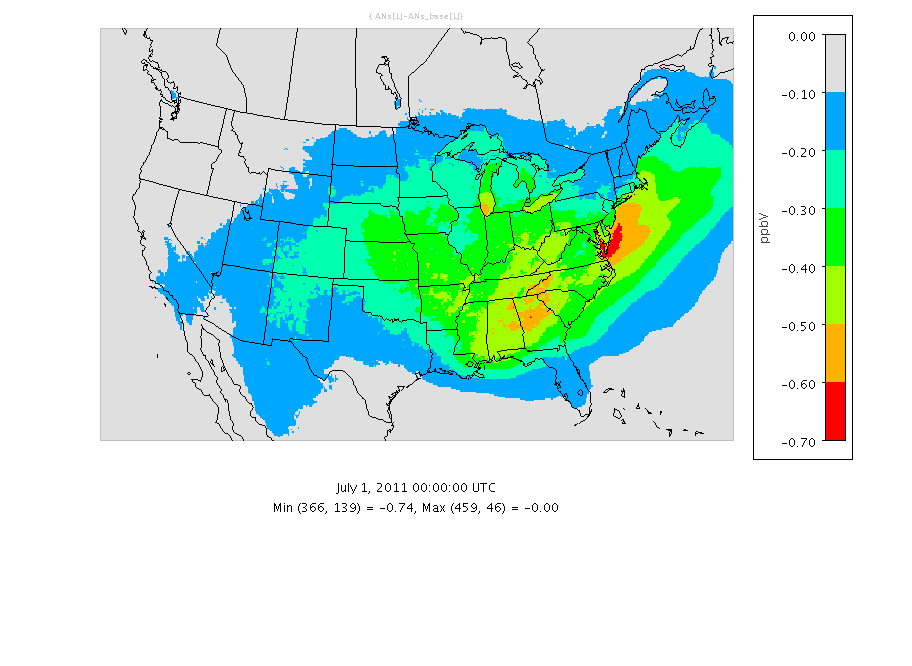 ( ANs[1]-ANs_base[1])
0.00
-0.10
-0.20
-0.30
-0.40
-0.50
-0.60
-0.70
ppbV
July 1, 2011 00:00:00 UTC
Min (366, 139) = -0.74, Max (459, 46) = -0.00